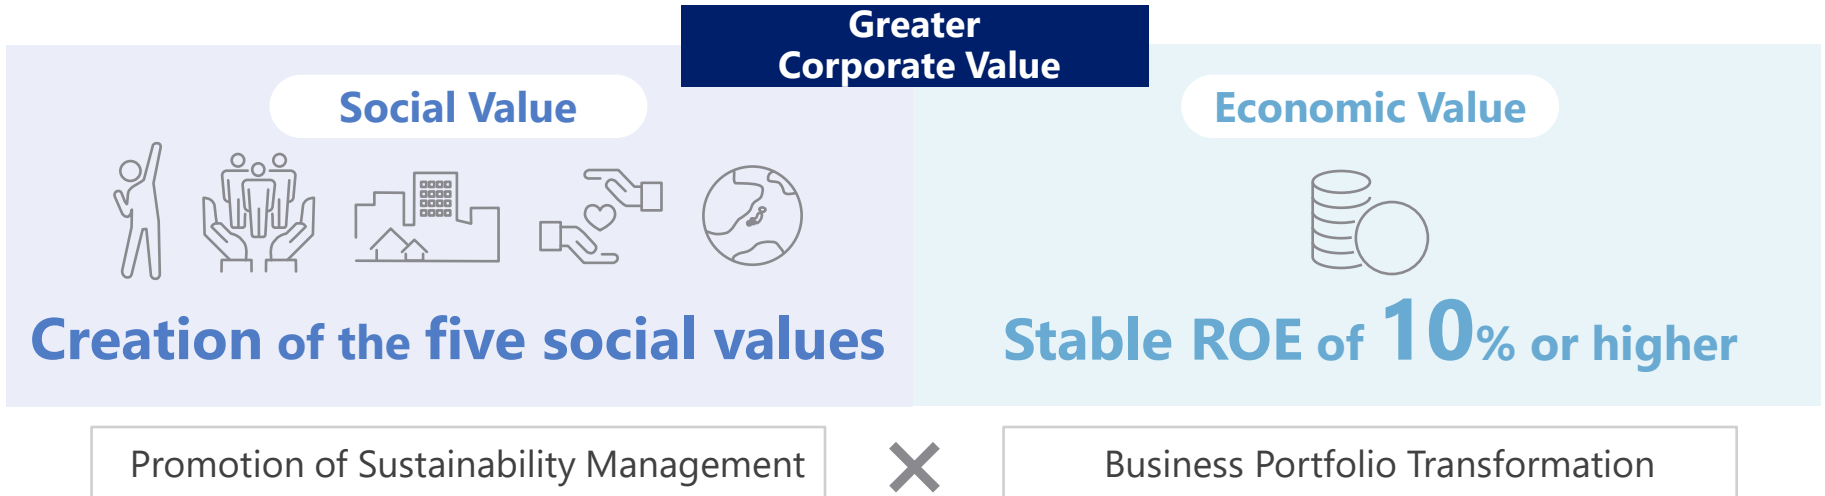 Greater
Corporate Value
Social Value
Economic Value
Creation of the five social values
Stable ROE of 10% or higher
Promotion of Sustainability Management
×
Business Portfolio Transformation